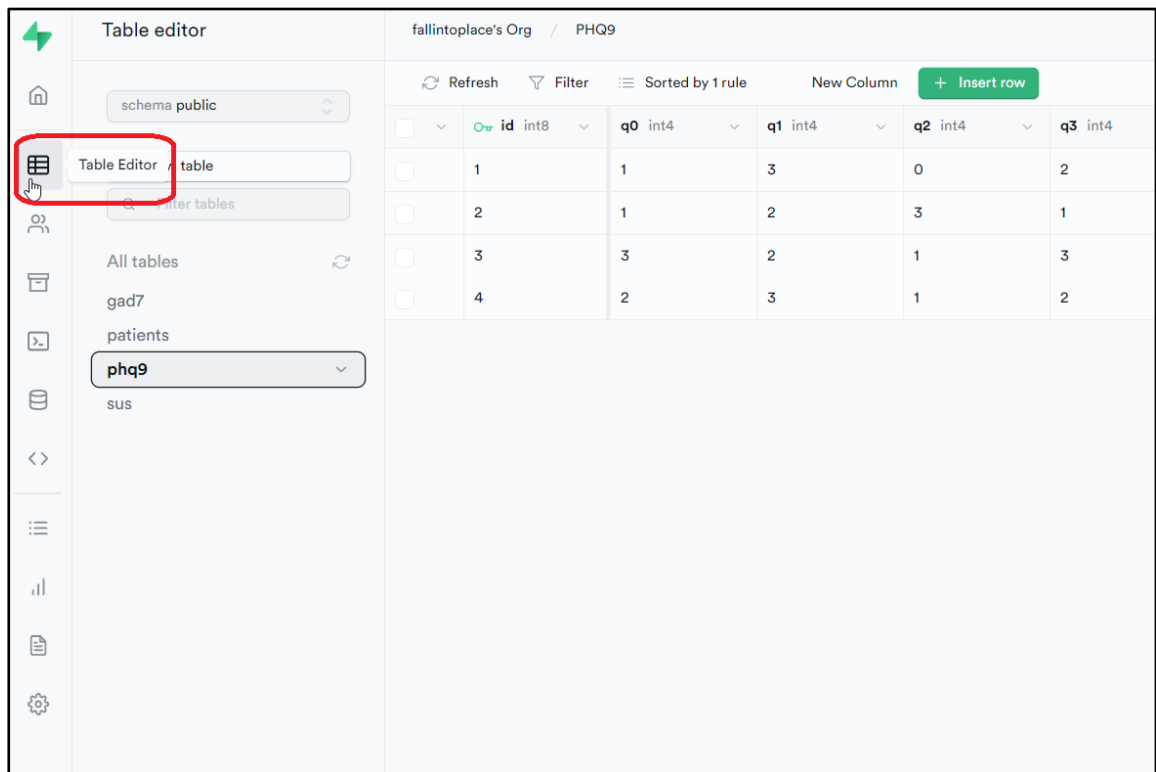 Table editor
fallintoplace's Org / PHQ9
Refresh Filter Sorted by 1 rule New Column + Insert row
schema public
id int8 q0 int4 q1 int4 q2 int4 q3 int4
Table Editor table
1 1 3 0 2
Filter tables
2 1 2 3 1
All tables
3 3 2 1 3
gad7
4 2 3 1 2
patients
phq9
sus